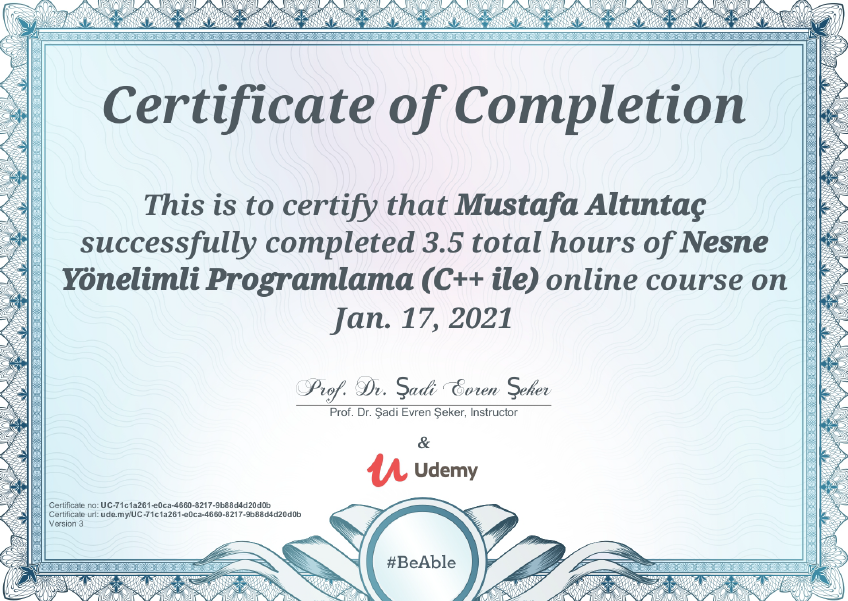 Certificate of Completion
This is to certify that Mustafa Altıntaç
successfully completed 3.5 total hours of Nesne
Yönelimli Programlama (C++ ile) online course on
Jan. 17, 2021
Prof. Dr. Şadi Evren Şeker
Prof. Dr. Şadi Evren Şeker, Instructor
&
Udemy
Certificate no: UC-71c1a261-e0ca-4660-8217-9b88d4d20d0b
Certificate url: ude.my/UC-71c1a261-e0ca-4660-8217-9b88d4d20d0b
Version 3
#BeAble